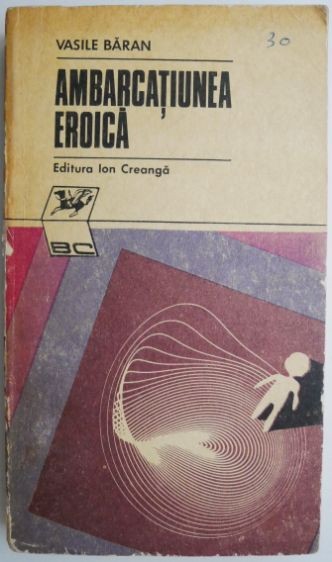 VASILE BĂRAN
30
AMBARCAȚIUNEA
EROICĂ
Editura Ion Creangă
BC